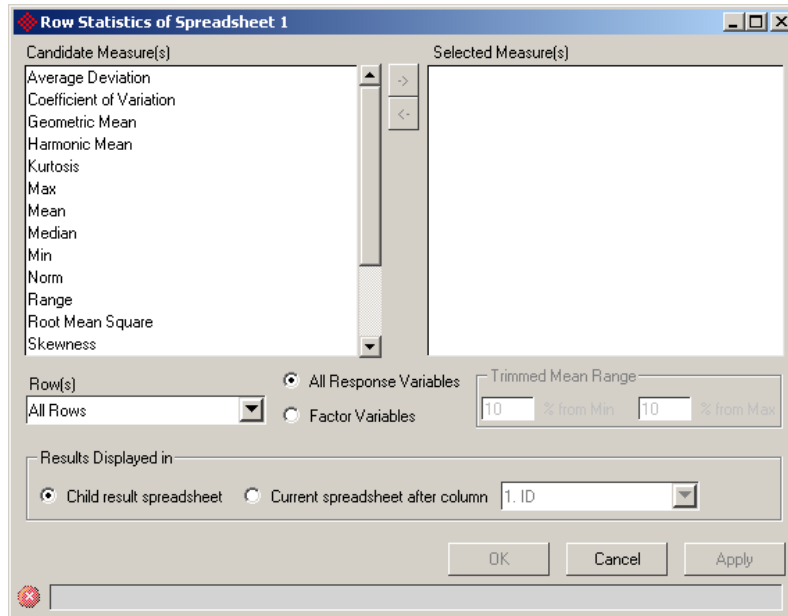 Row Statistics of Spreadsheet 1
Candidate Measure(s)
Selected Measure(s)
Average Deviation
Coefficient of Variation
Geometric Mean
Harmonic Mean
Kurtosis
Max
Mean
Median
Min
Norm
Range
Root Mean Square
Skewness
->
<-
Row(s)
All Rows
All Response Variables
Factor Variables
Trimmed Mean Range
10 % from Min 10 % from Max
Results Displayed in
Child result spreadsheet Current spreadsheet after column 1. ID
OK Cancel Apply